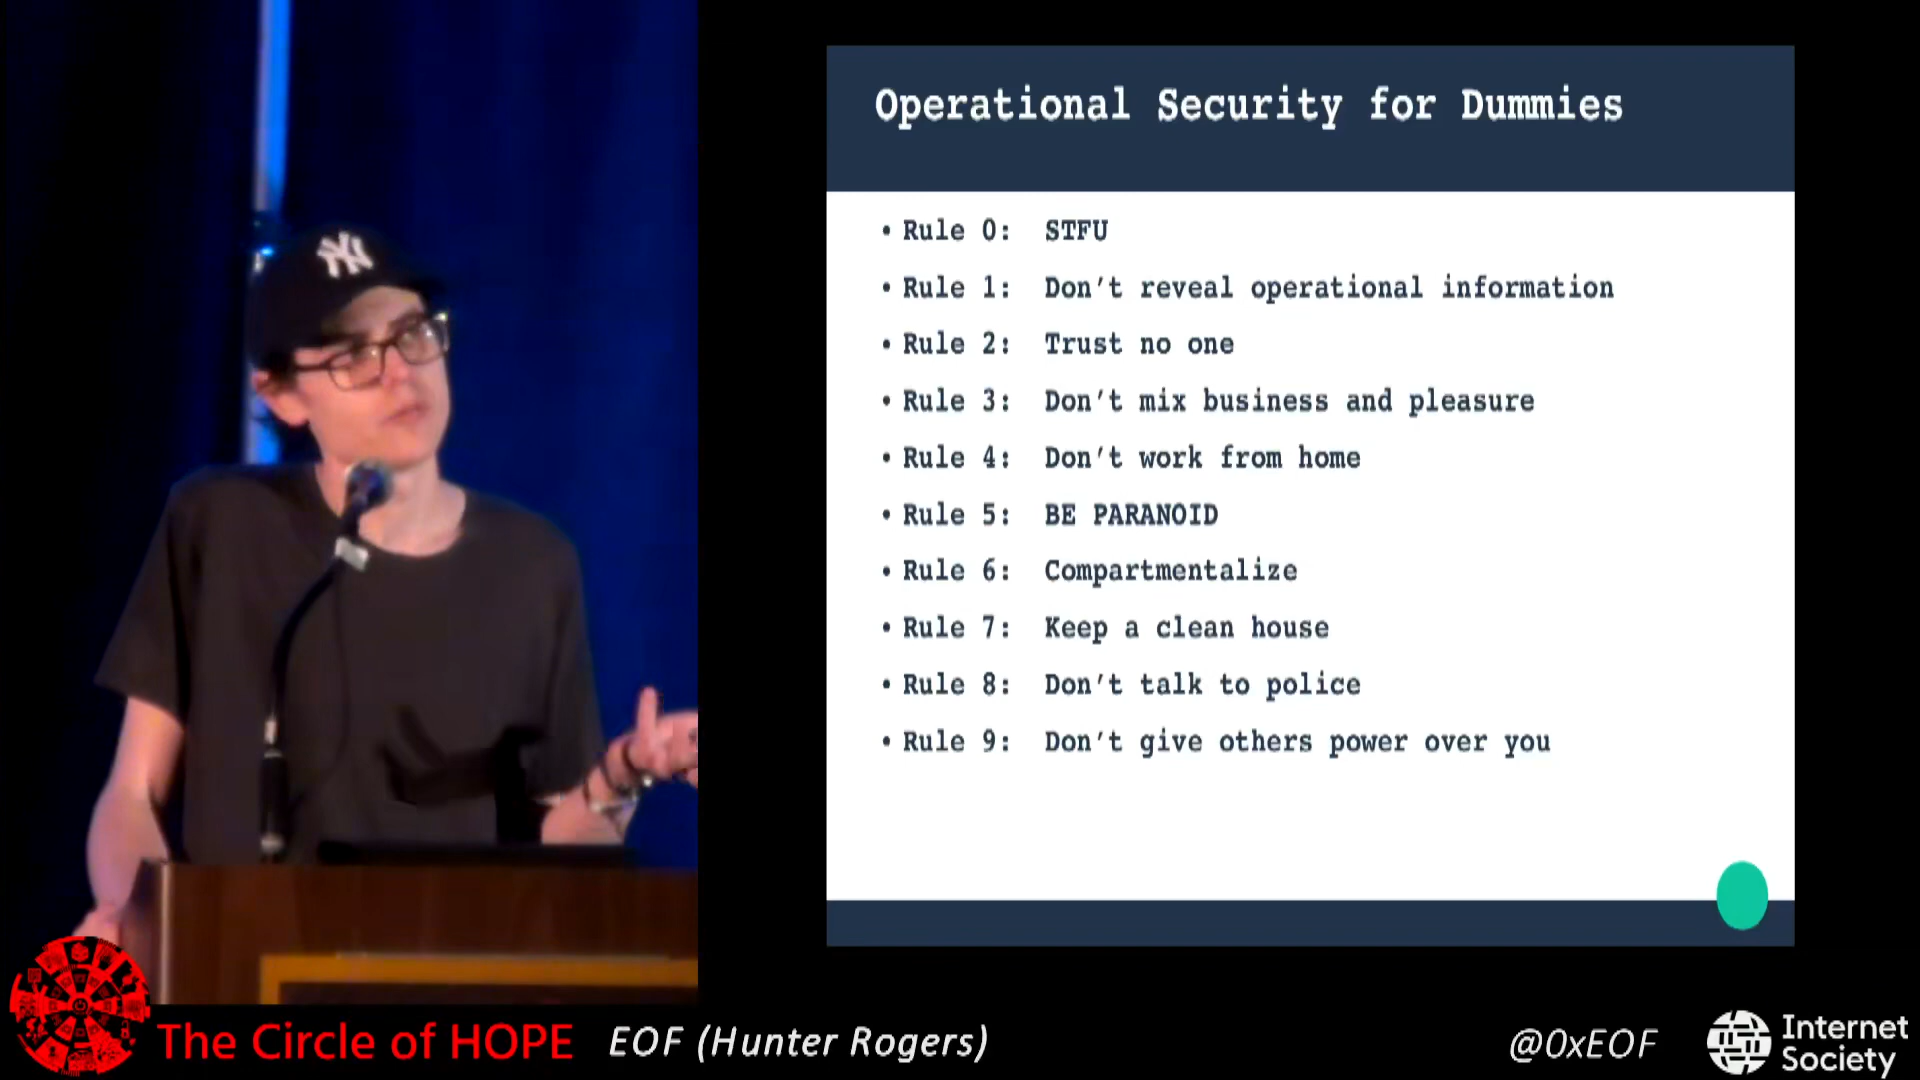 NY
Operational Security for Dummies
• Rule 0: STFU
• Rule 1: Don't reveal operational information
• Rule 2: Trust no one
• Rule 3: Don't mix business and pleasure
• Rule 4: Don't work from home
• Rule 5: BE PARANOID
• Rule 6: Compartmentalize
• Rule 7: Keep a clean house
• Rule 8: Don't talk to police
• Rule 9: Don't give others power over you
The Circle of HOPE EOF (Hunter Rogers) @0xEOF
Internet
Society